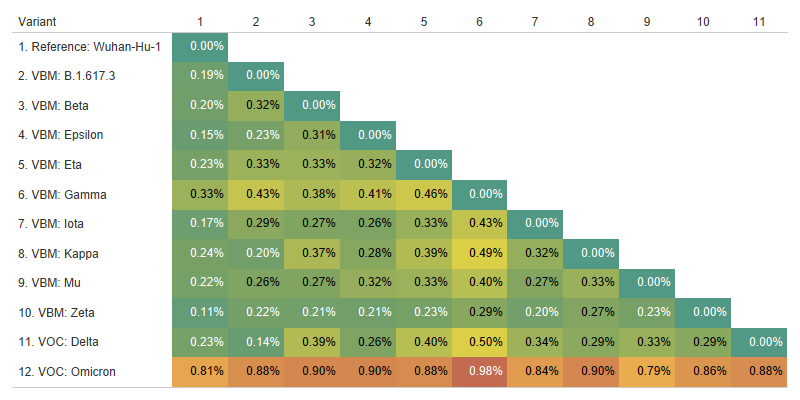 Variant 1 2 3 4 5 6 7 8 9 10 11
1. Reference: Wuhan-Hu-1 0.00%
2. VBM: B.1.617.3 0.19% 0.00%
3. VBM: Beta 0.20% 0.32% 0.00%
4. VBM: Epsilon 0.15% 0.23% 0.31% 0.00%
5. VBM: Eta 0.23% 0.33% 0.33% 0.32% 0.00%
6. VBM: Gamma 0.33% 0.43% 0.38% 0.41% 0.46% 0.00%
7. VBM: Iota 0.17% 0.29% 0.27% 0.26% 0.33% 0.43% 0.00%
8. VBM: Kappa 0.24% 0.20% 0.37% 0.28% 0.39% 0.49% 0.32% 0.00%
9. VBM: Mu 0.22% 0.26% 0.27% 0.32% 0.33% 0.40% 0.27% 0.33% 0.00%
10. VBM: Zeta 0.11% 0.22% 0.21% 0.21% 0.23% 0.29% 0.20% 0.27% 0.23% 0.00%
11. VOC: Delta 0.23% 0.14% 0.39% 0.26% 0.40% 0.50% 0.34% 0.29% 0.33% 0.29% 0.00%
12. VOC: Omicron 0.81% 0.88% 0.90% 0.90% 0.88% 0.98% 0.84% 0.90% 0.79% 0.86% 0.88%